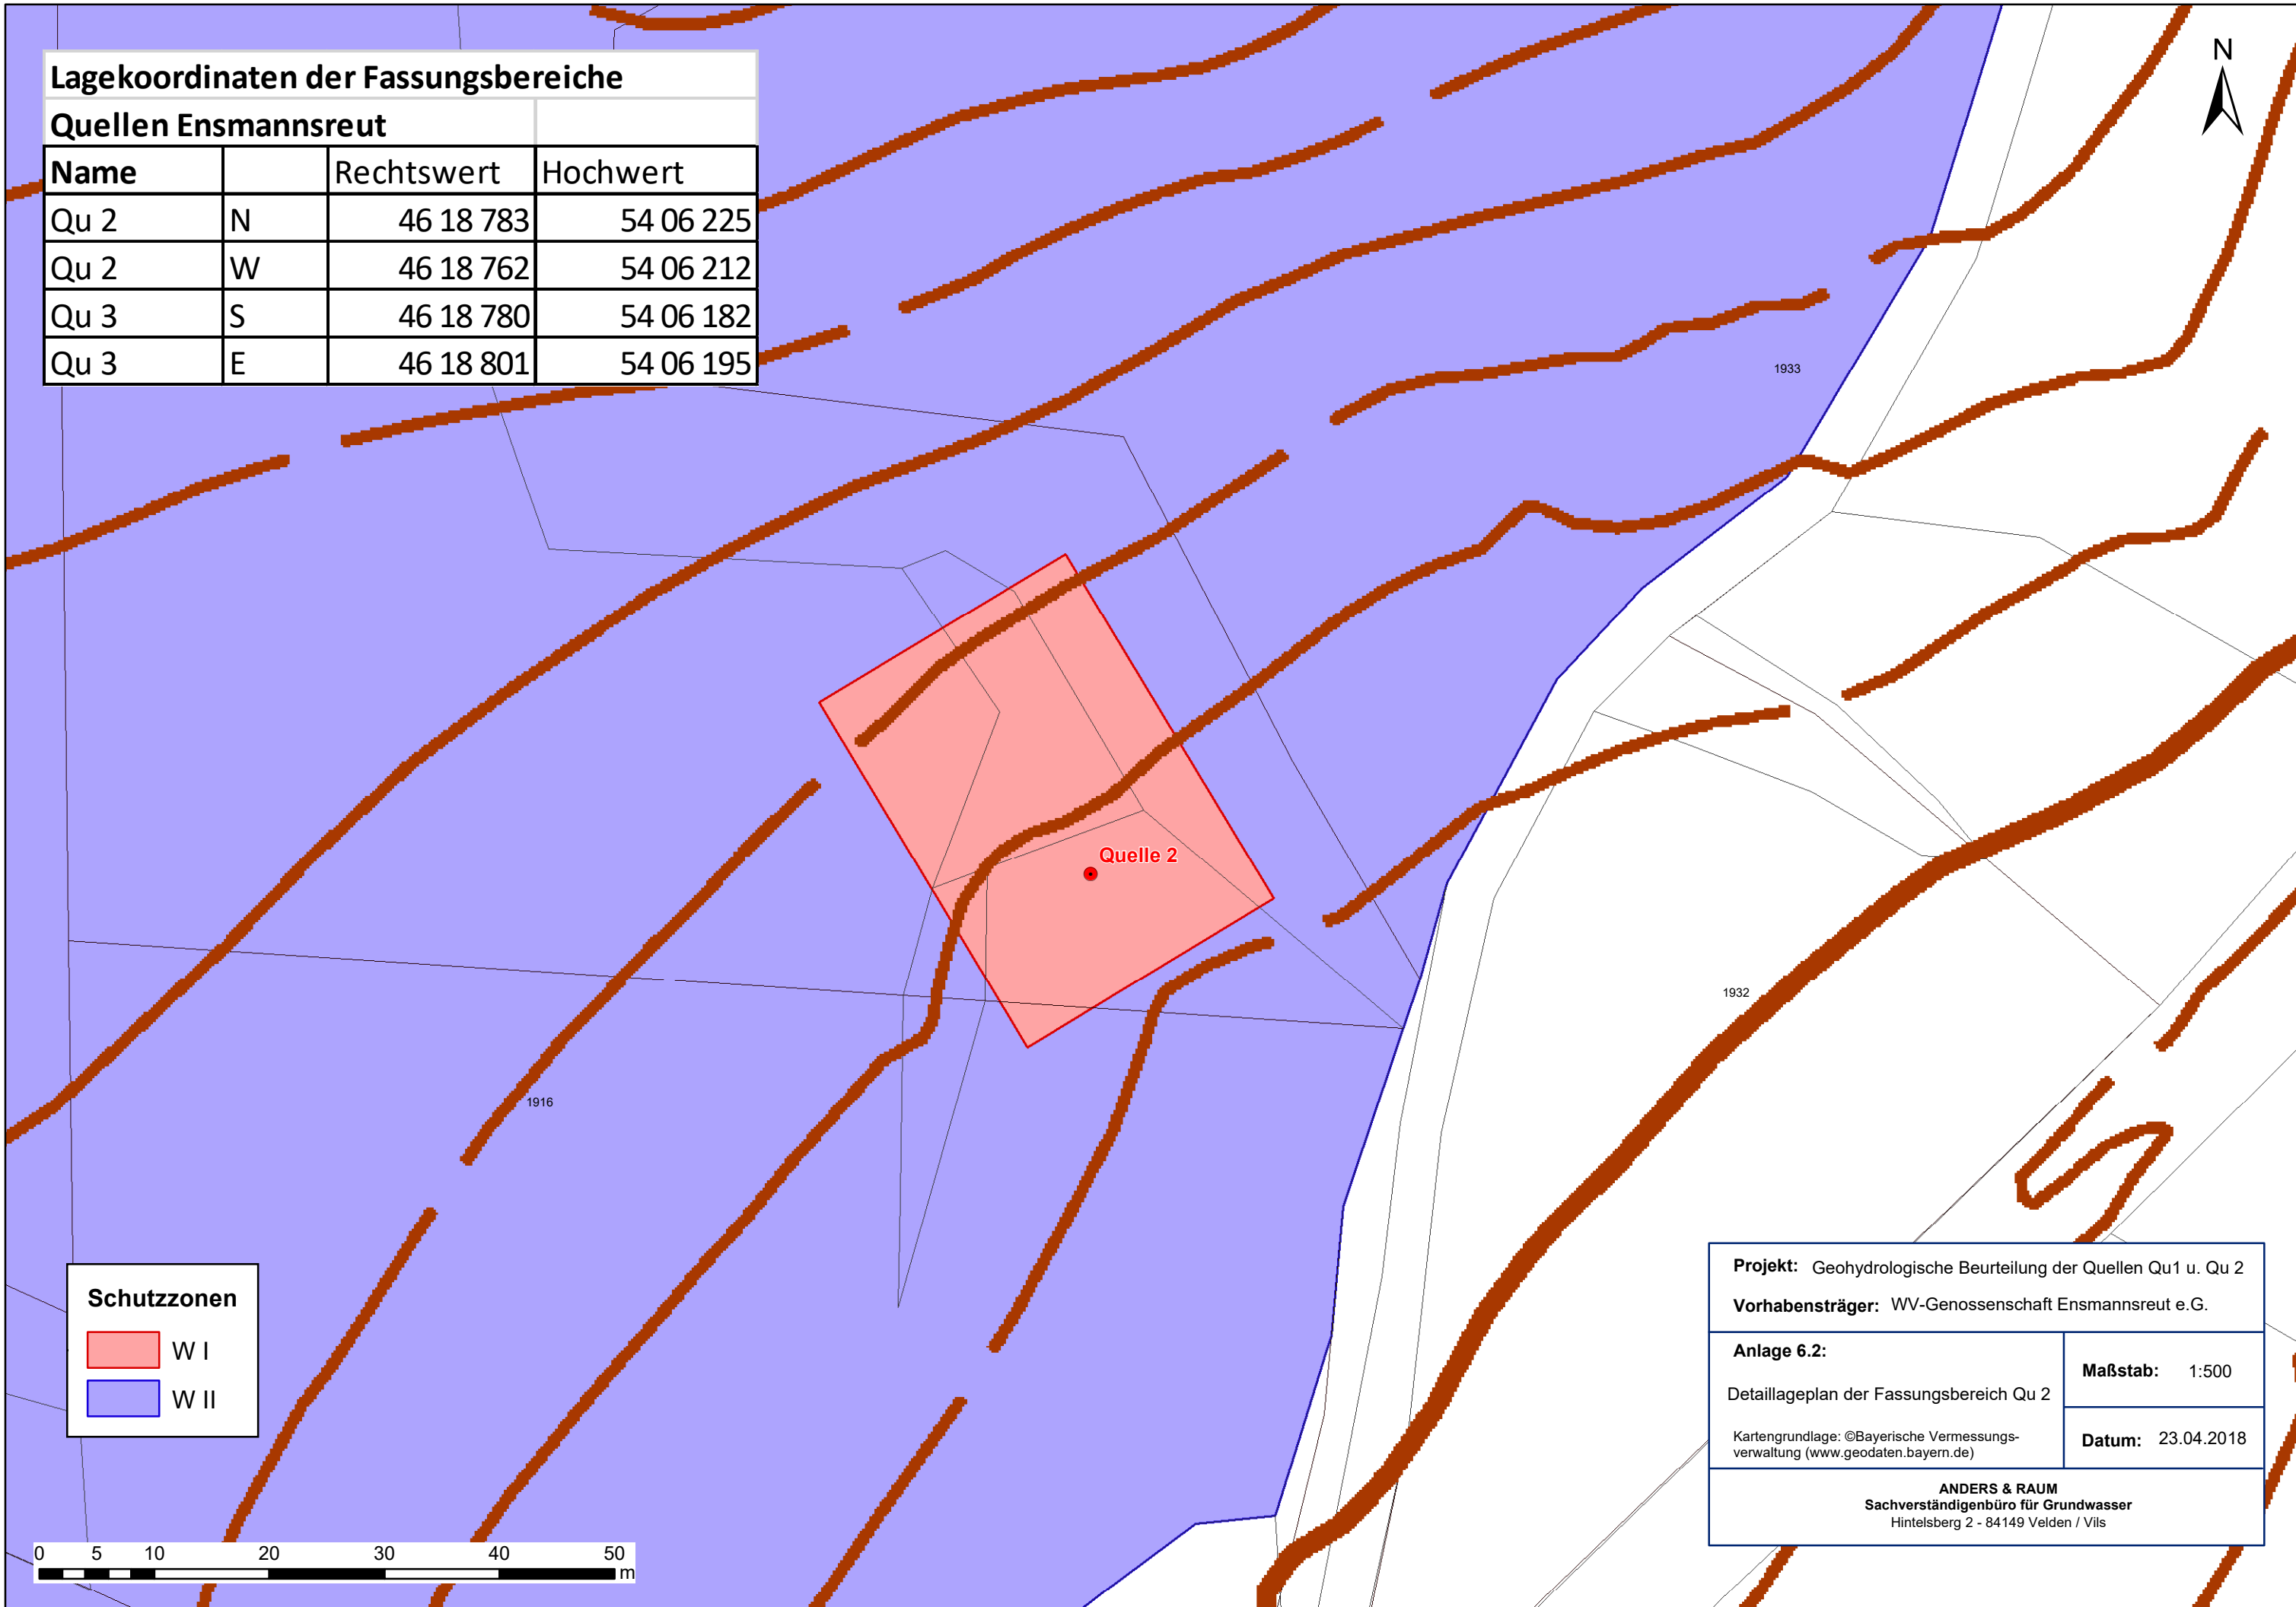 Lagekoordinaten der Fassungsbereiche
Quellen Ensmannsreut
Name Rechtswert Hochwert
Qu 2 N 46 18 783 54 06 225
Qu 2 W 46 18 762 54 06 212
Qu 3 S 46 18 780 54 06 182
Qu 3 E 46 18 801 54 06 195
N
1933
Quelle 2
1932
1916
Schutzzonen
W I
W II
0 5 10 20 30 40 50
m
Projekt: Geohydrologische Beurteilung der Quellen Qu1 u. Qu 2
Vorhabensträger: WV-Genossenschaft Ensmannsreut e.G.
Anlage 6.2:
Detaillageplan der Fassungsbereich Qu 2
Kartengrundlage: ©Bayerische Vermessungs-
verwaltung (www.geodaten.bayern.de)
Maßstab: 1:500
Datum: 23.04.2018
ANDERS & RAUM
Sachverständigenbüro für Grundwasser
Hintelsberg 2 - 84149 Velden / Vils